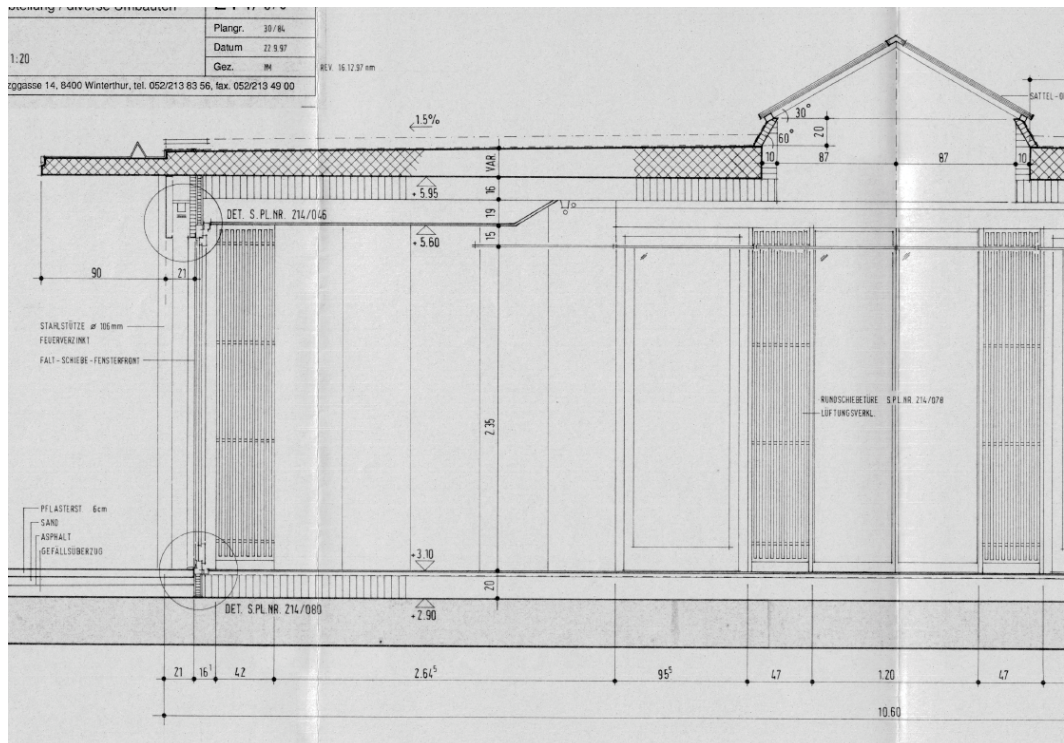 Plangr. 30/84
Datum 22.9.97
1:20
Gez.
REV. 16.12.97
gasse 14, 8400 Winterthur, tel. 052/213 83 56, fax. 052/213 49 00
SATTEL-
1.5%
30°
60°
20
10
87
87
10
VAR.
+5.95
16
DET. S.PL.NR. 214/046
19
+5.60
15
90
21
STAHLSTÜTZE ø 106mm
FEUERVERZINKT
FALT-SCHIEBE-FENSTERFRONT
RUNDSCHIEBETÜRE S.PL.NR. 214/078
LÜFTUNGSVERKL.
2.35
PFLASTERST. 6cm
SAND
ASPHALT
GEFÄLLSÜBERZUG
+3.10
20
DET. S.PL.NR. 214/080
+2.90
21
16¹
42
2.64⁵
95⁵
47
1.20
47
10.60